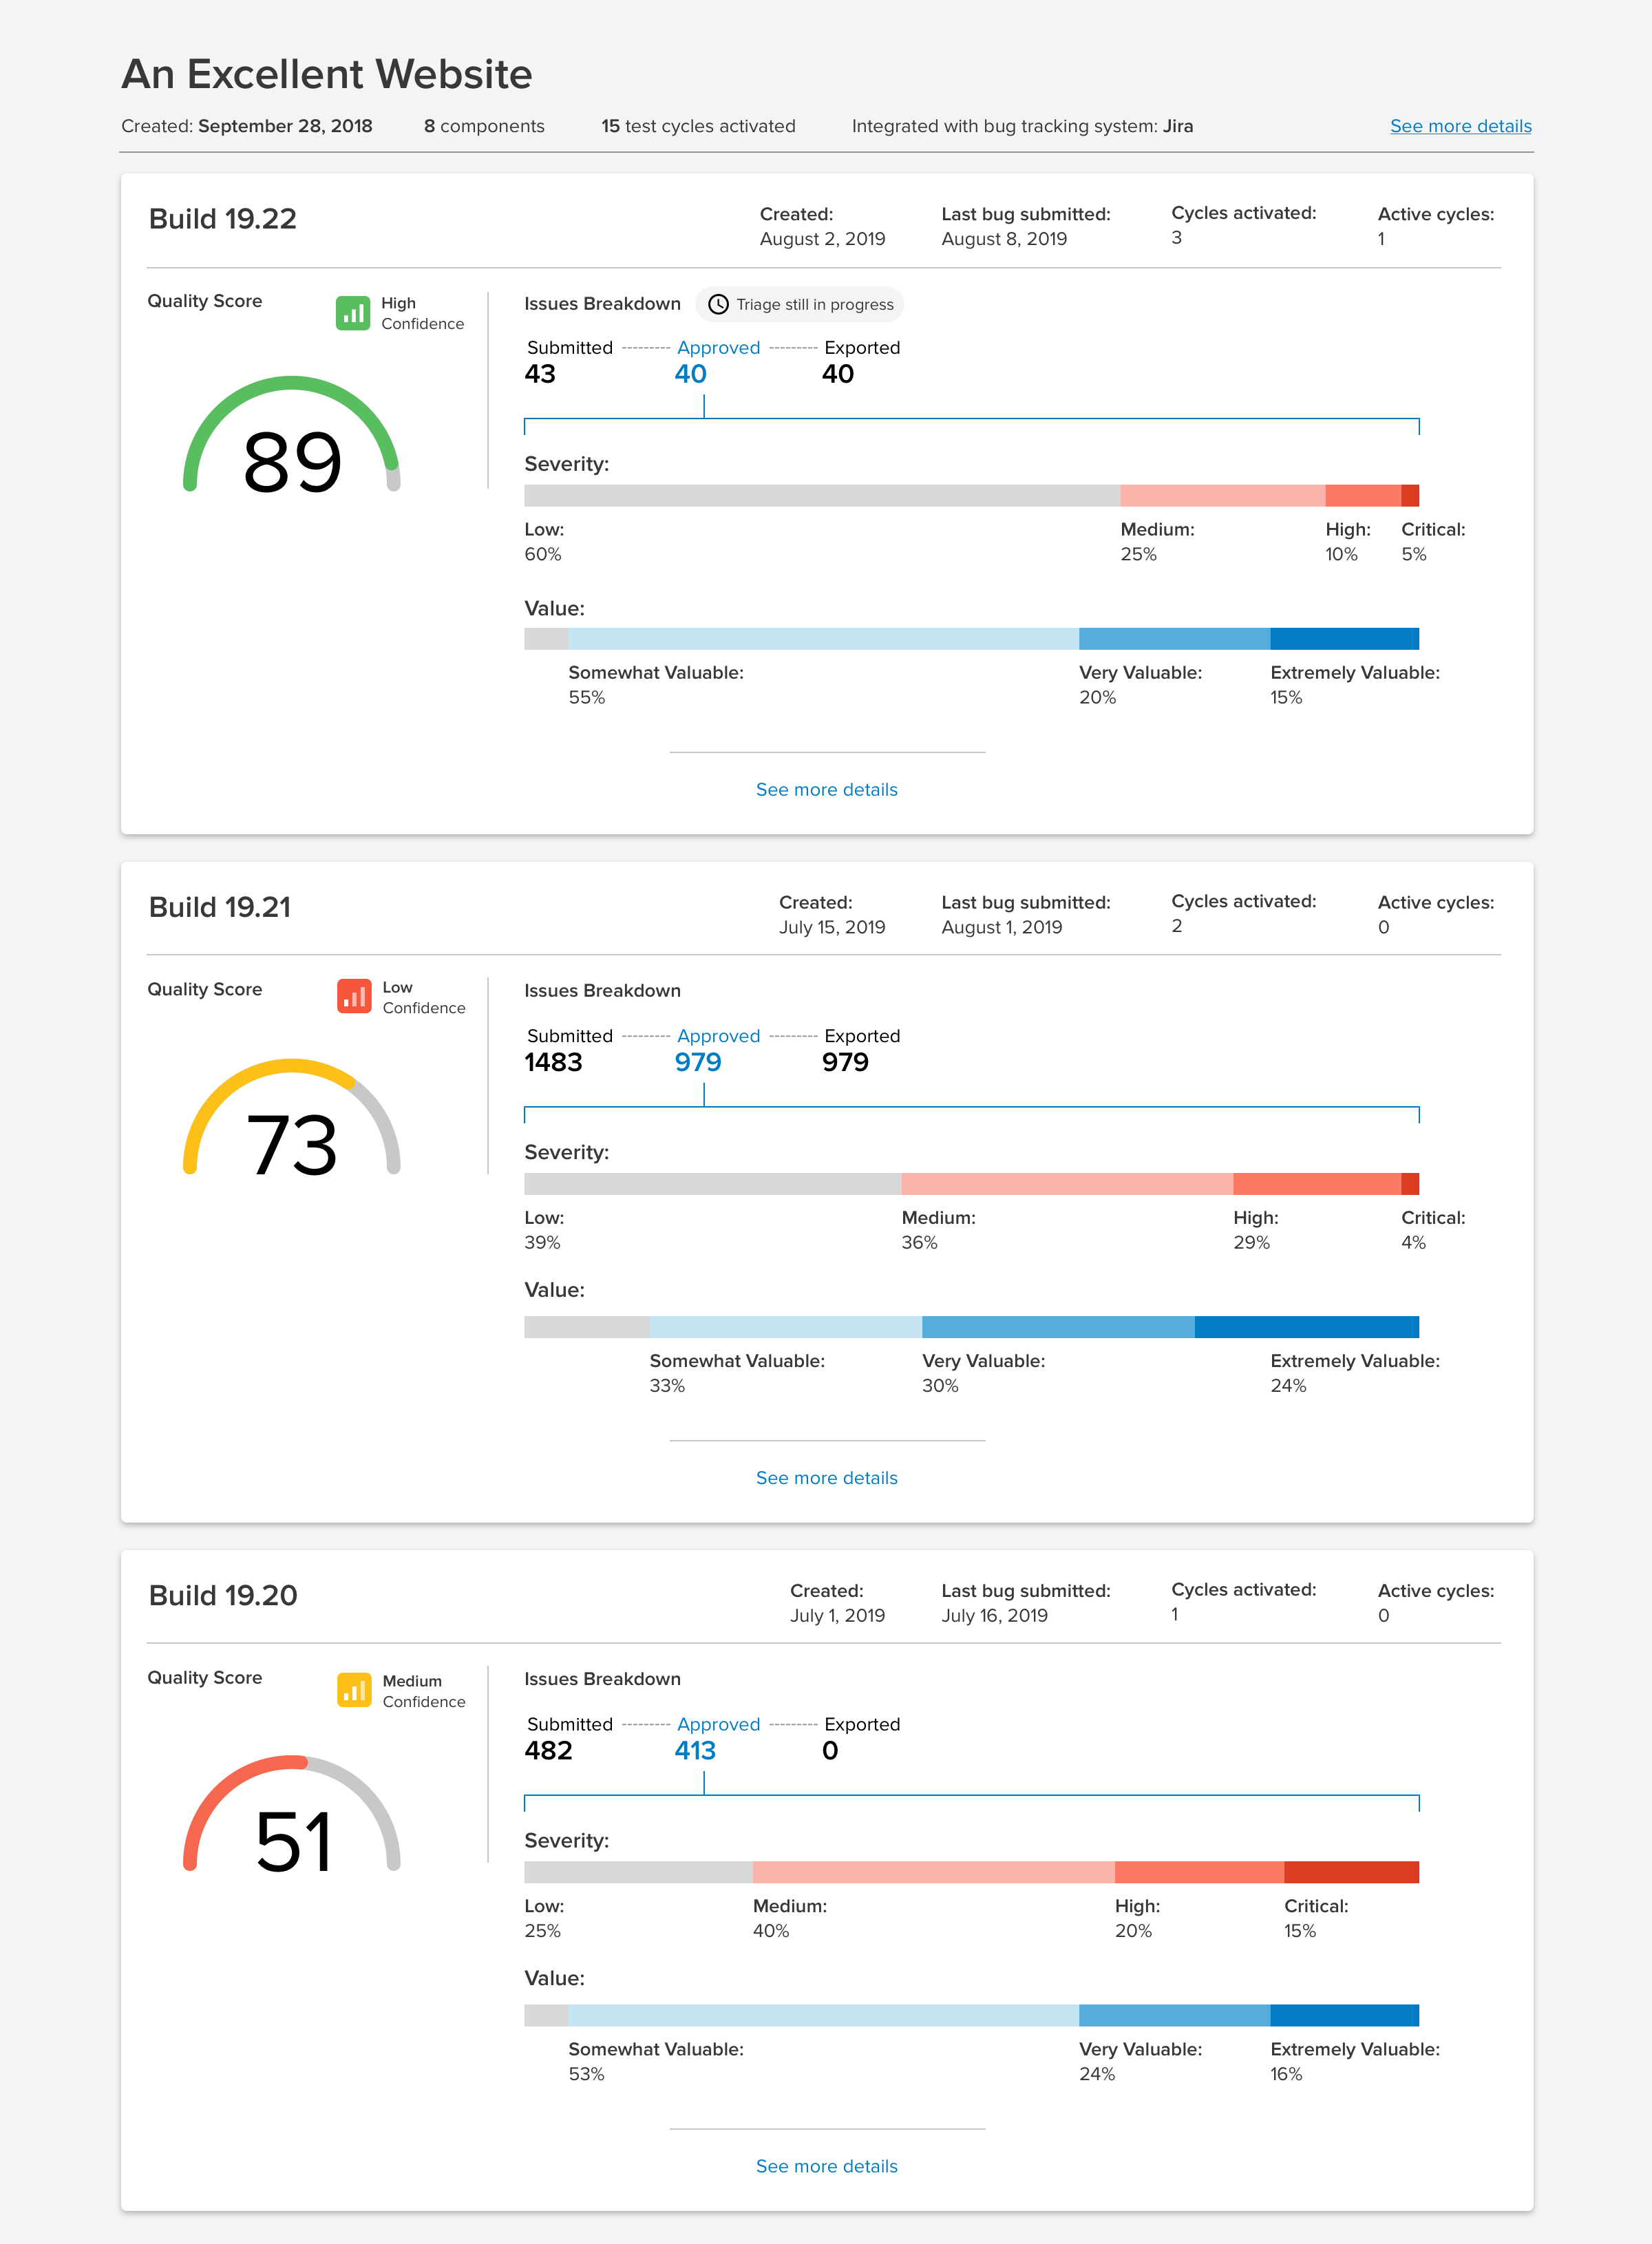 An Excellent Website
Created: September 28, 2018 8 components 15 test cycles activated Integrated with bug tracking system: Jira See more details
Build 19.22
Created: Last bug submitted: Cycles activated: Active cycles:
August 2, 2019 August 8, 2019 3 1
Quality Score
High
Confidence
89
Issues Breakdown Triage still in progress
Submitted Approved Exported
43 40 40
Severity:
Low: Medium: High: Critical:
60% 25% 10% 5%
Value:
Somewhat Valuable: Very Valuable: Extremely Valuable:
55% 20% 15%
See more details
Build 19.21
Created: Last bug submitted: Cycles activated: Active cycles:
July 15, 2019 August 1, 2019 2 0
Quality Score
Low
Confidence
73
Issues Breakdown
Submitted Approved Exported
1483 979 979
Severity:
Low: Medium: High: Critical:
39% 36% 29% 4%
Value:
Somewhat Valuable: Very Valuable: Extremely Valuable:
33% 30% 24%
See more details
Build 19.20
Created: Last bug submitted: Cycles activated: Active cycles:
July 1, 2019 July 16, 2019 1 0
Quality Score
Medium
Confidence
51
Issues Breakdown
Submitted Approved Exported
482 413 0
Severity:
Low: Medium: High: Critical:
25% 40% 20% 15%
Value:
Somewhat Valuable: Very Valuable: Extremely Valuable:
53% 24% 16%
See more details